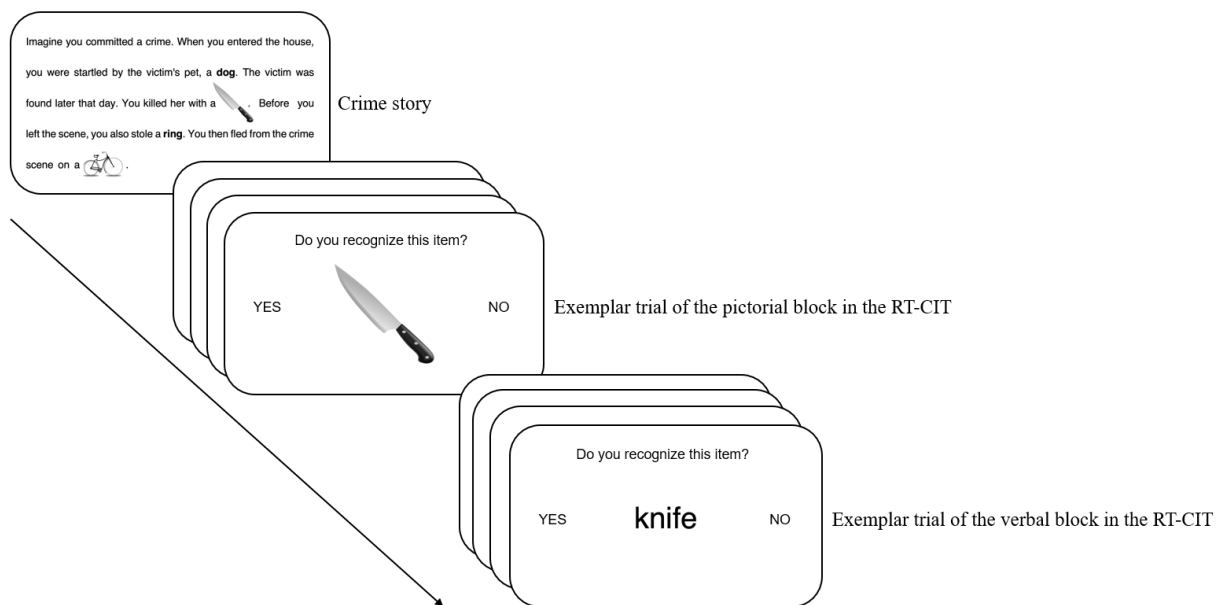 Imagine you committed a crime. When you entered the house,
you were startled by the victim's pet, a dog. The victim was
found later that day. You killed her with a . Before you
left the scene, you also stole a ring. You then fled from the crime
scene on a .
Crime story
Do you recognize this item?
YES NO
Exemplar trial of the pictorial block in the RT-CIT
Do you recognize this item?
YES knife NO
Exemplar trial of the verbal block in the RT-CIT